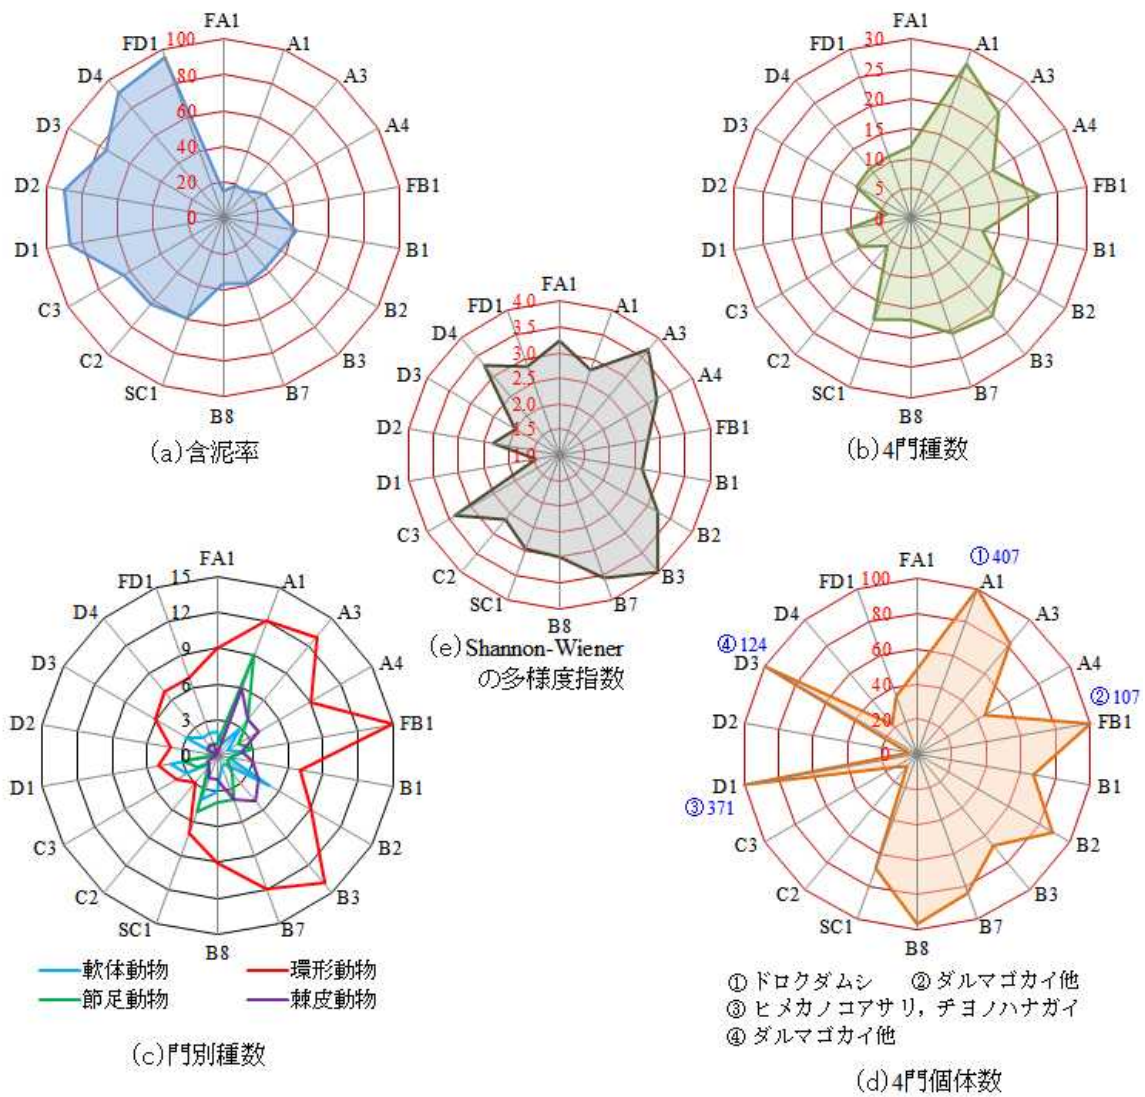 FA1
A1
A3
A4
FB1
B1
B2
B3
B7
B8
SC1
C2
C3
D1
D2
D3
D4
FD1
100
80
60
40
20
0
(a)含泥率
FA1
A1
A3
A4
FB1
B1
B2
B3
B7
B8
SC1
C2
C3
D1
D2
D3
D4
FD1
30
25
20
15
10
5
0
(b)4門種数
FA1
A1
A3
A4
FB1
B1
B2
B3
B7
B8
SC1
C2
C3
D1
D2
D3
D4
FD1
4.0
3.5
3.0
2.5
2.0
1.5
1.0
(e)Shannon-Wiener
の多様度指数
FA1
A1
A3
A4
FB1
B1
B2
B3
B7
B8
SC1
C2
C3
D1
D2
D3
D4
FD1
15
12
9
6
3
0
軟体動物
環形動物
節足動物
棘皮動物
(c)門別種数
FA1
A1
A3
A4
FB1
B1
B2
B3
B7
B8
SC1
C2
C3
D1
D2
D3
D4
FD1
100
80
60
40
20
0
①407
②107
③371
④124
①ドロクダムシ ②ダルマゴカイ他
③ヒメカノコアサリ，チヨノハナガイ
④ダルマゴカイ他
(d)4門個体数